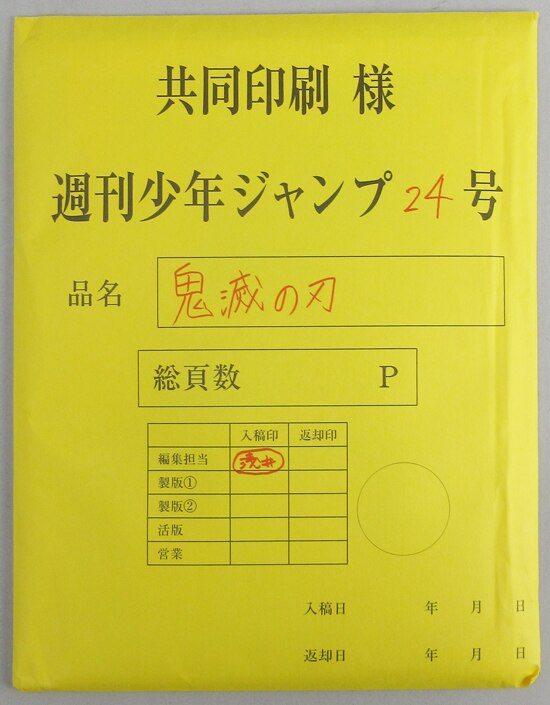 共同印刷 様
週刊少年ジャンプ 24 号
品名 鬼滅の刃
総頁数 P
入稿印 返却印
編集担当
製版①
製版②
活版
営業
入稿日 年 月 日
返却日 年 月 日